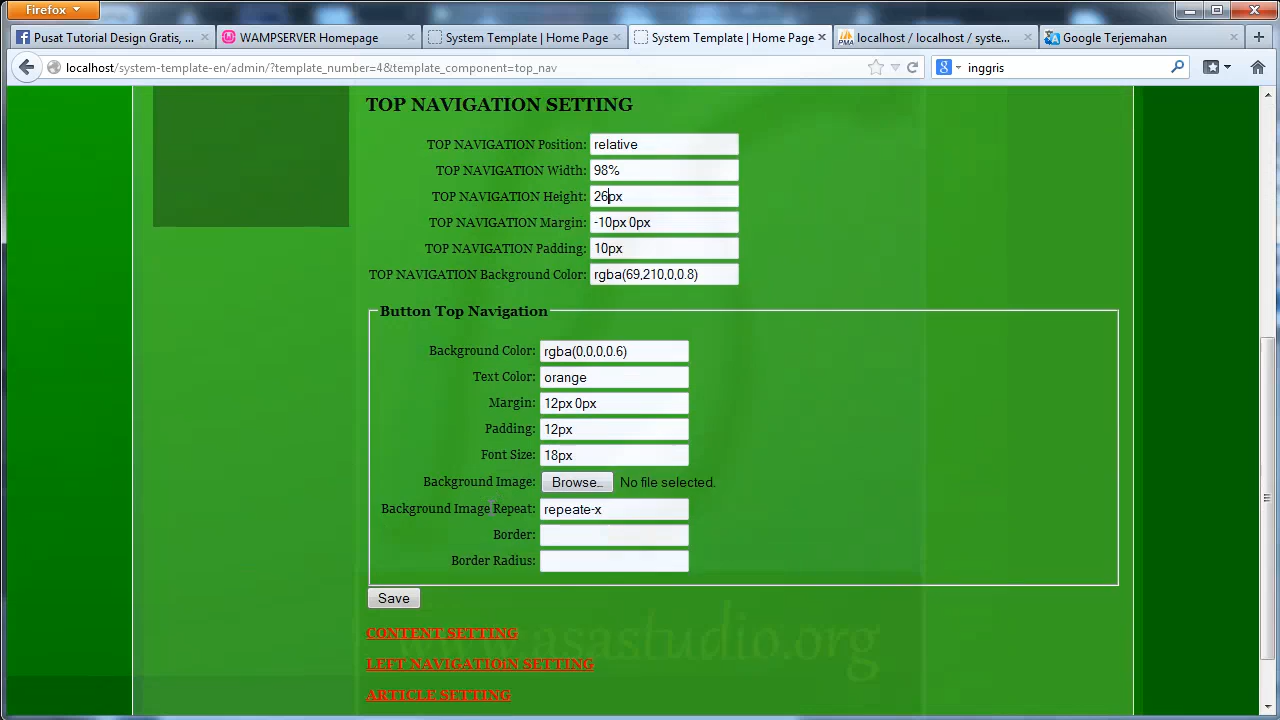 Firefox
Pusat Tutorial Design Gratis, ...
WAMPSERVER Homepage
System Template | Home Page
System Template | Home Page
localhost / localhost / syste...
Google Terjemahan
localhost/system-template-en/admin/?template_number=4&template_component=top_nav
inggris
TOP NAVIGATION SETTING
TOP NAVIGATION Position: relative
TOP NAVIGATION Width: 98%
TOP NAVIGATION Height: 26px
TOP NAVIGATION Margin: -10px 0px
TOP NAVIGATION Padding: 10px
TOP NAVIGATION Background Color: rgba(69,210,0,0.8)
Button Top Navigation
Background Color: rgba(0,0,0,0.6)
Text Color: orange
Margin: 12px 0px
Padding: 12px
Font Size: 18px
Background Image: Browse... No file selected.
Background Image Repeat: repeate-x
Border:
Border Radius:
Save
CONTENT SETTING
LEFT NAVIGATIOiN SETTING
ARTICLE SETTING
www.asastudio.org